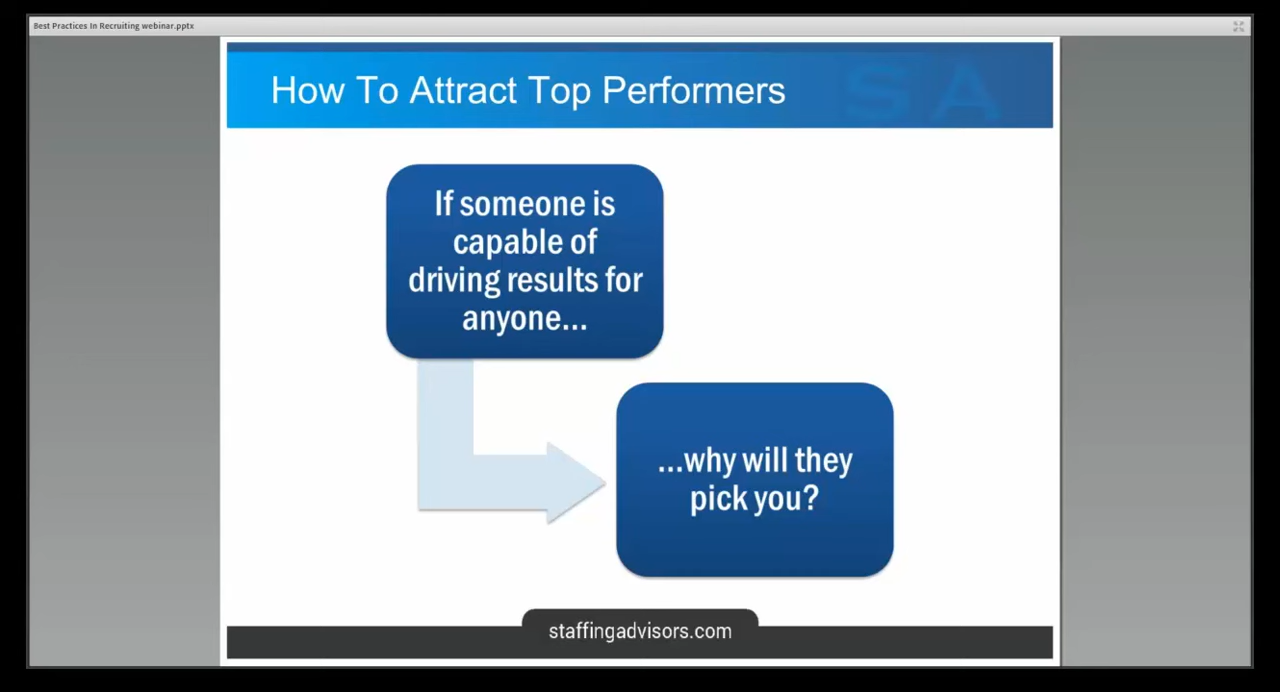 Best Practices In Recruiting webinar.pptx
How To Attract Top Performers
SA
If someone is
capable of
driving results for
anyone...
...why will they
pick you?
staffingadvisors.com